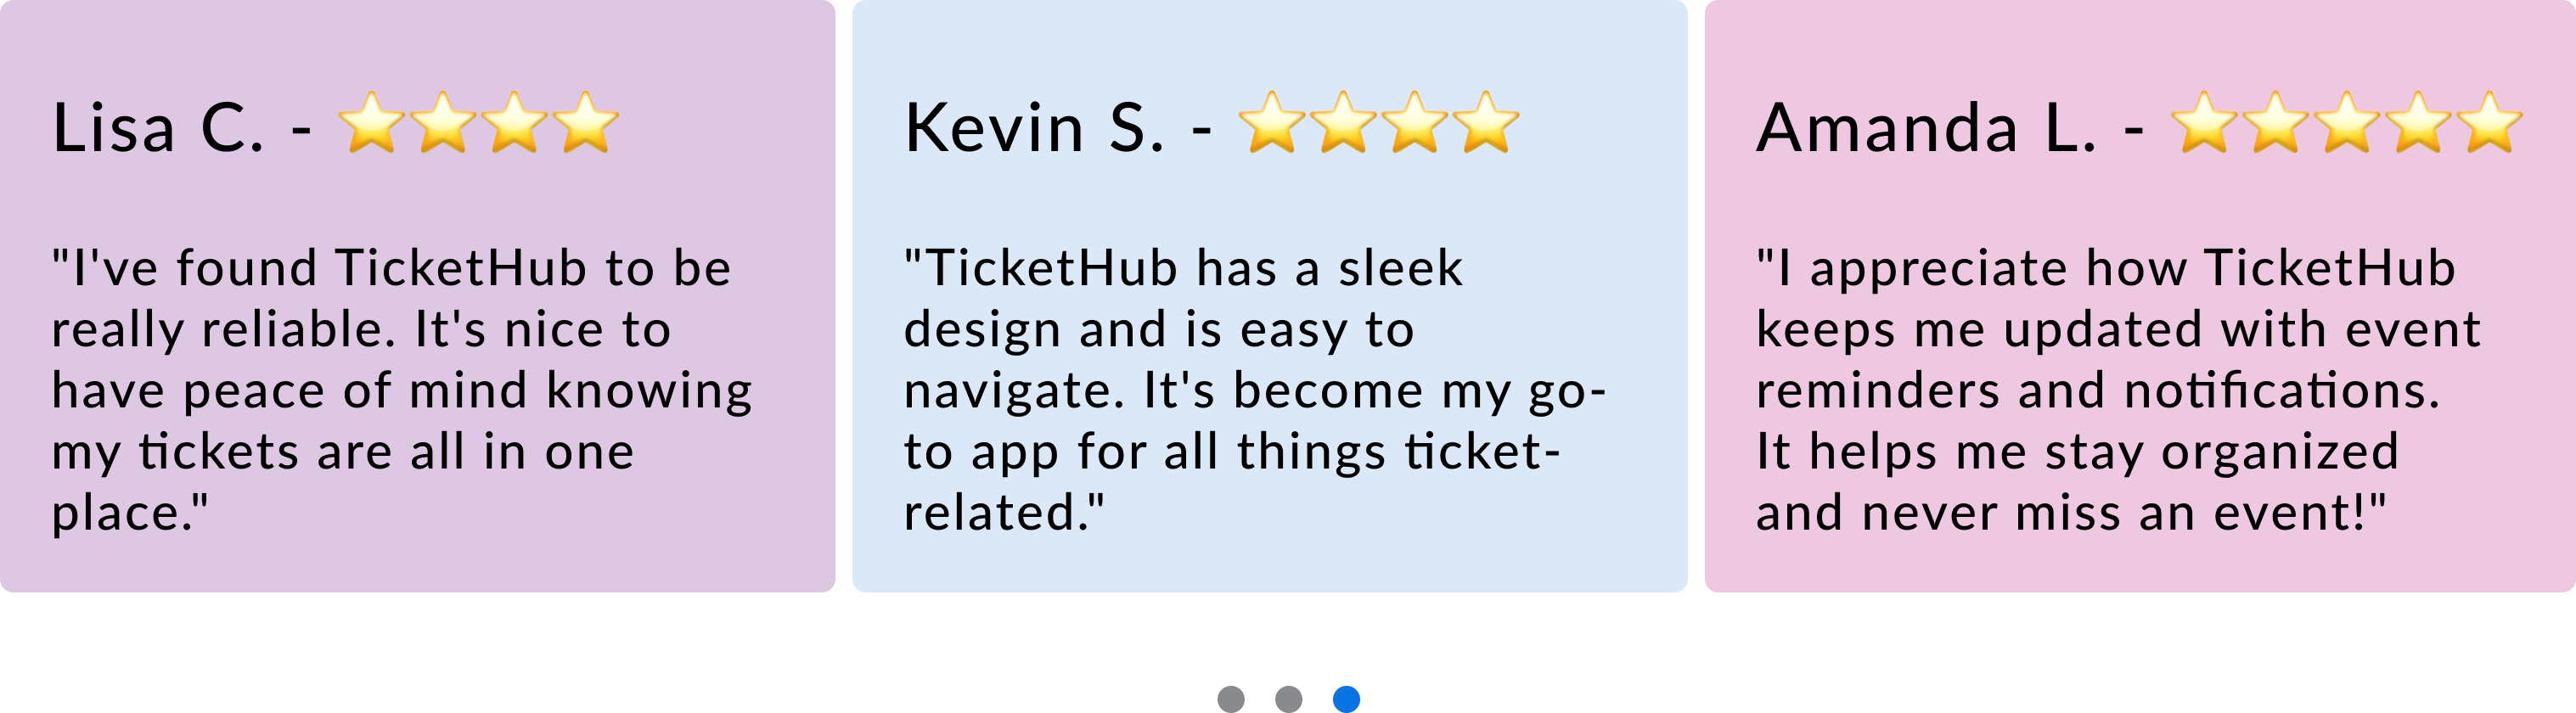 Lisa C. - ⭐⭐⭐⭐
"I've found TicketHub to be
really reliable. It's nice to
have peace of mind knowing
my tickets are all in one
place."
Kevin S. - ⭐⭐⭐⭐
"TicketHub has a sleek
design and is easy to
navigate. It's become my go-
to app for all things ticket-
related."
Amanda L. - ⭐⭐⭐⭐⭐
"I appreciate how TicketHub
keeps me updated with event
reminders and notifications.
It helps me stay organized
and never miss an event!"